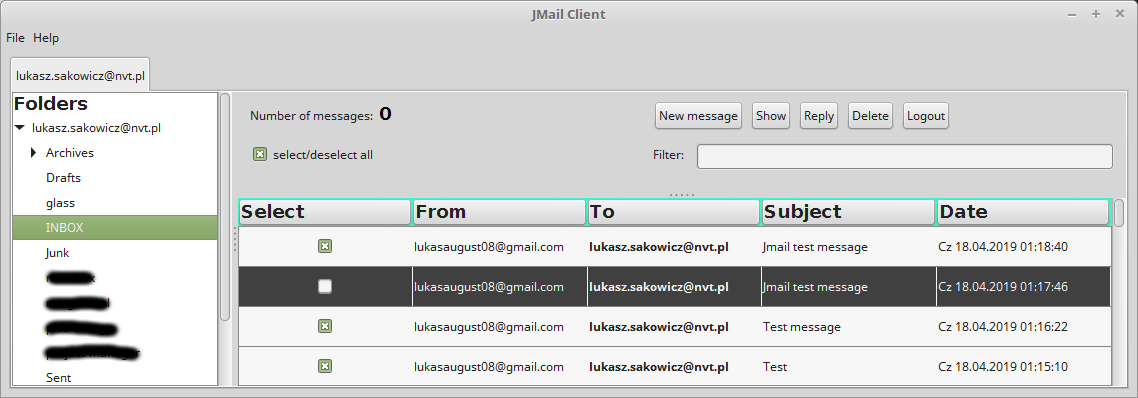 JMail Client
File Help
lukasz.sakowicz@nvt.pl
Folders
lukasz.sakowicz@nvt.pl
Archives
Drafts
glass
INBOX
Junk
Sent
Number of messages: 0
New message Show Reply Delete Logout
select/deselect all
Filter:
Select From To Subject Date
lukasaugust08@gmail.com lukasz.sakowicz@nvt.pl Jmail test message Cz 18.04.2019 01:18:40
lukasaugust08@gmail.com lukasz.sakowicz@nvt.pl Jmail test message Cz 18.04.2019 01:17:46
lukasaugust08@gmail.com lukasz.sakowicz@nvt.pl Test message Cz 18.04.2019 01:16:22
lukasaugust08@gmail.com lukasz.sakowicz@nvt.pl Test Cz 18.04.2019 01:15:10